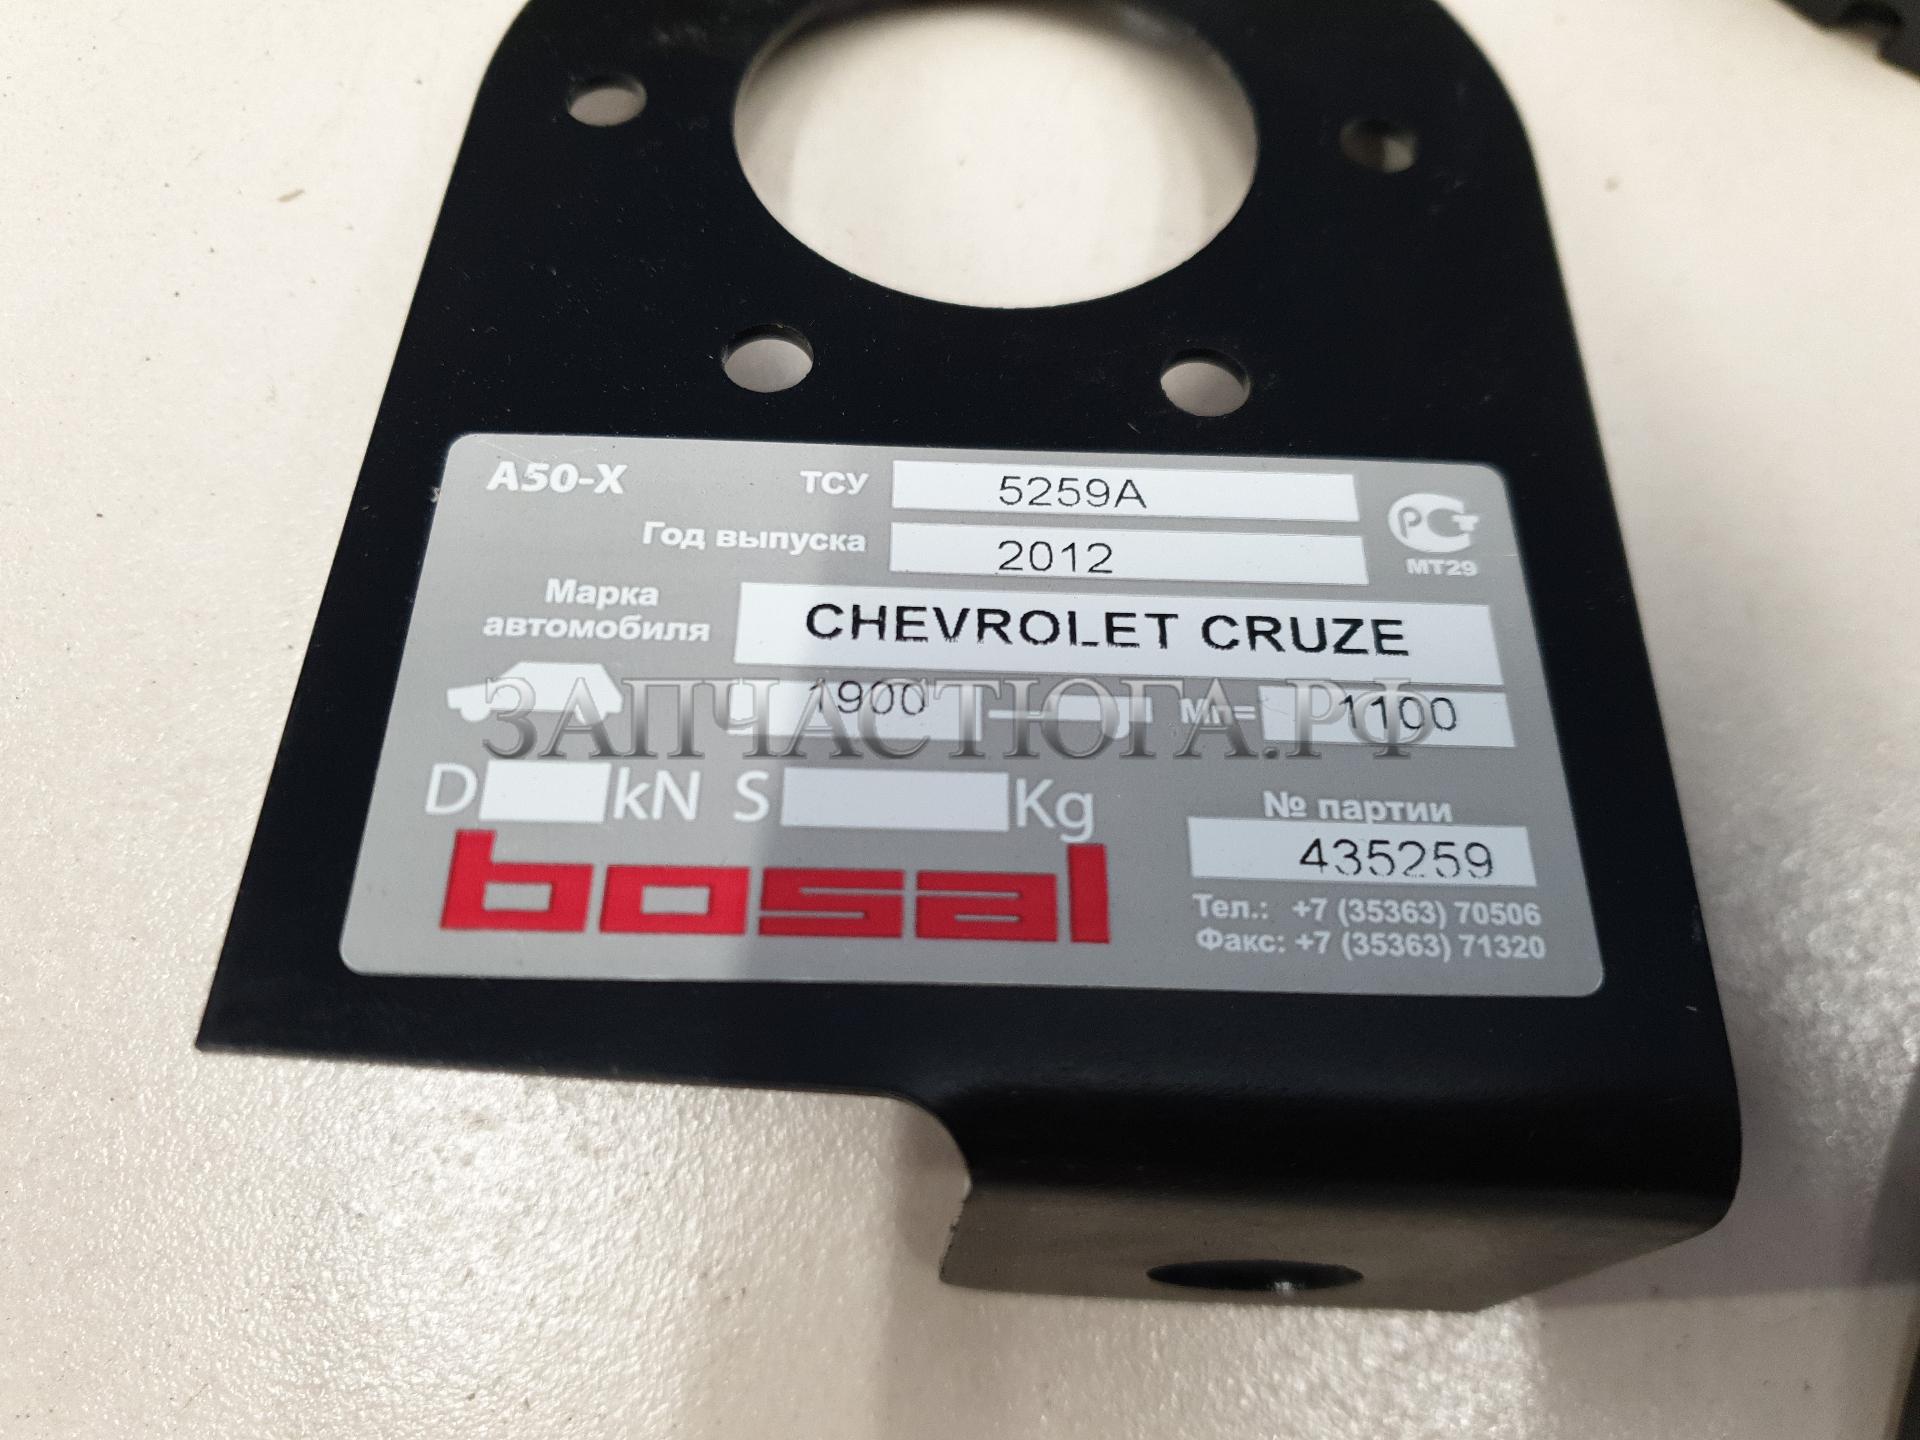 A50-X ТСУ 5259A
Год выпуска 2012
РСТ
МТ29
Марка
автомобиля CHEVROLET CRUZE
1900 Мп= 1100
ЗАПЧАСТЮГА.РФ
D kN S Kg
№ партии
435259
bosal
Тел.: +7 (35363) 70506
Факс: +7 (35363) 71320